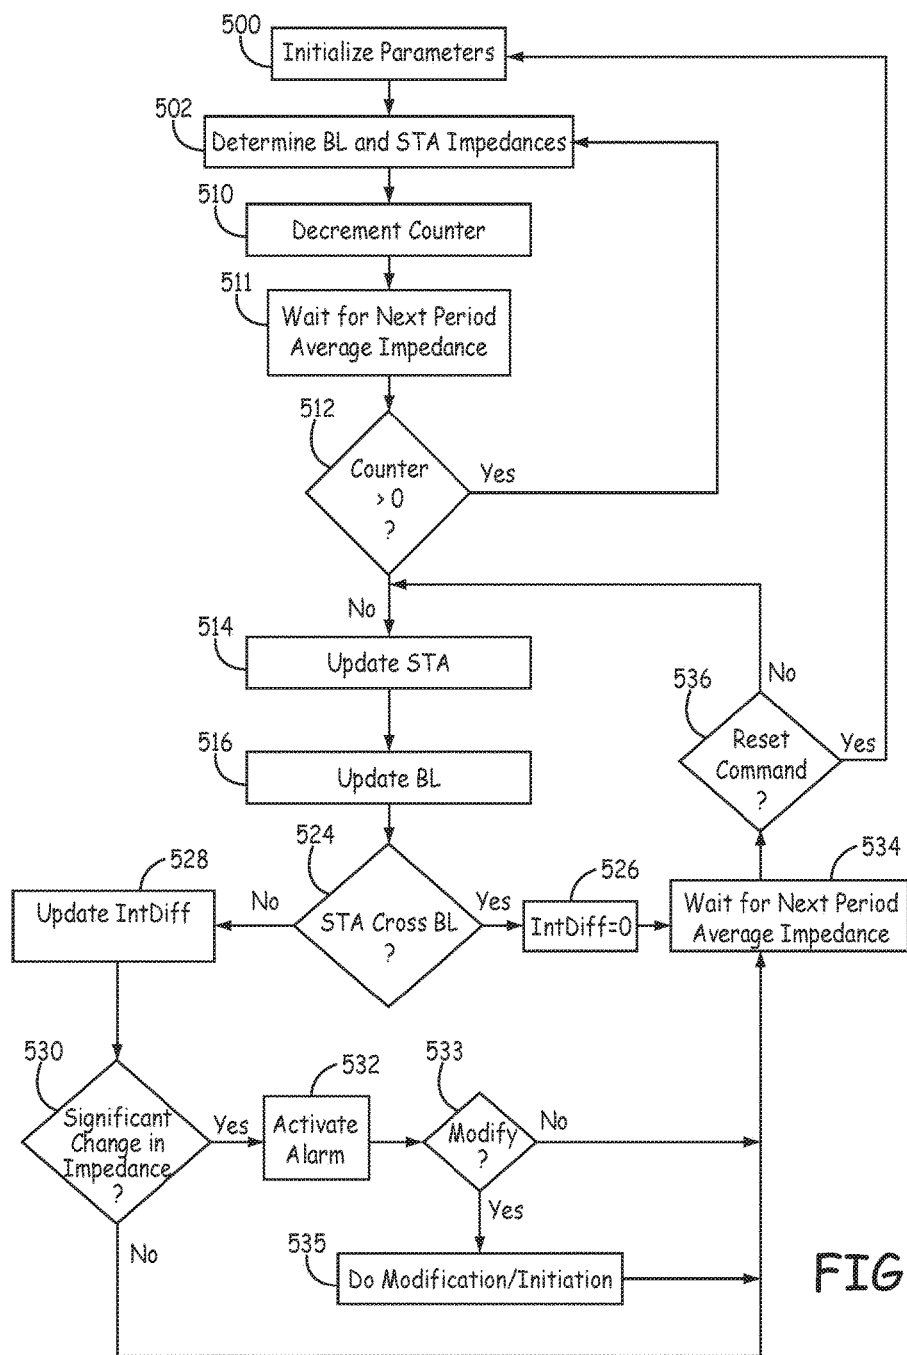 500
Initialize Parameters
502
Determine BL and STA Impedances
510
Decrement Counter
511
Wait for Next Period
Average Impedance
512
Counter
> 0
?
Yes
No
514
Update STA
516
Update BL
536
No
Reset
Command
?
Yes
524
STA Cross BL
?
No
Yes
528
Update IntDiff
526
IntDiff=0
534
Wait for Next Period
Average Impedance
530
Significant
Change in
Impedance
?
Yes
No
532
Activate
Alarm
533
Modify
?
No
Yes
535
Do Modification/Initiation
FIG